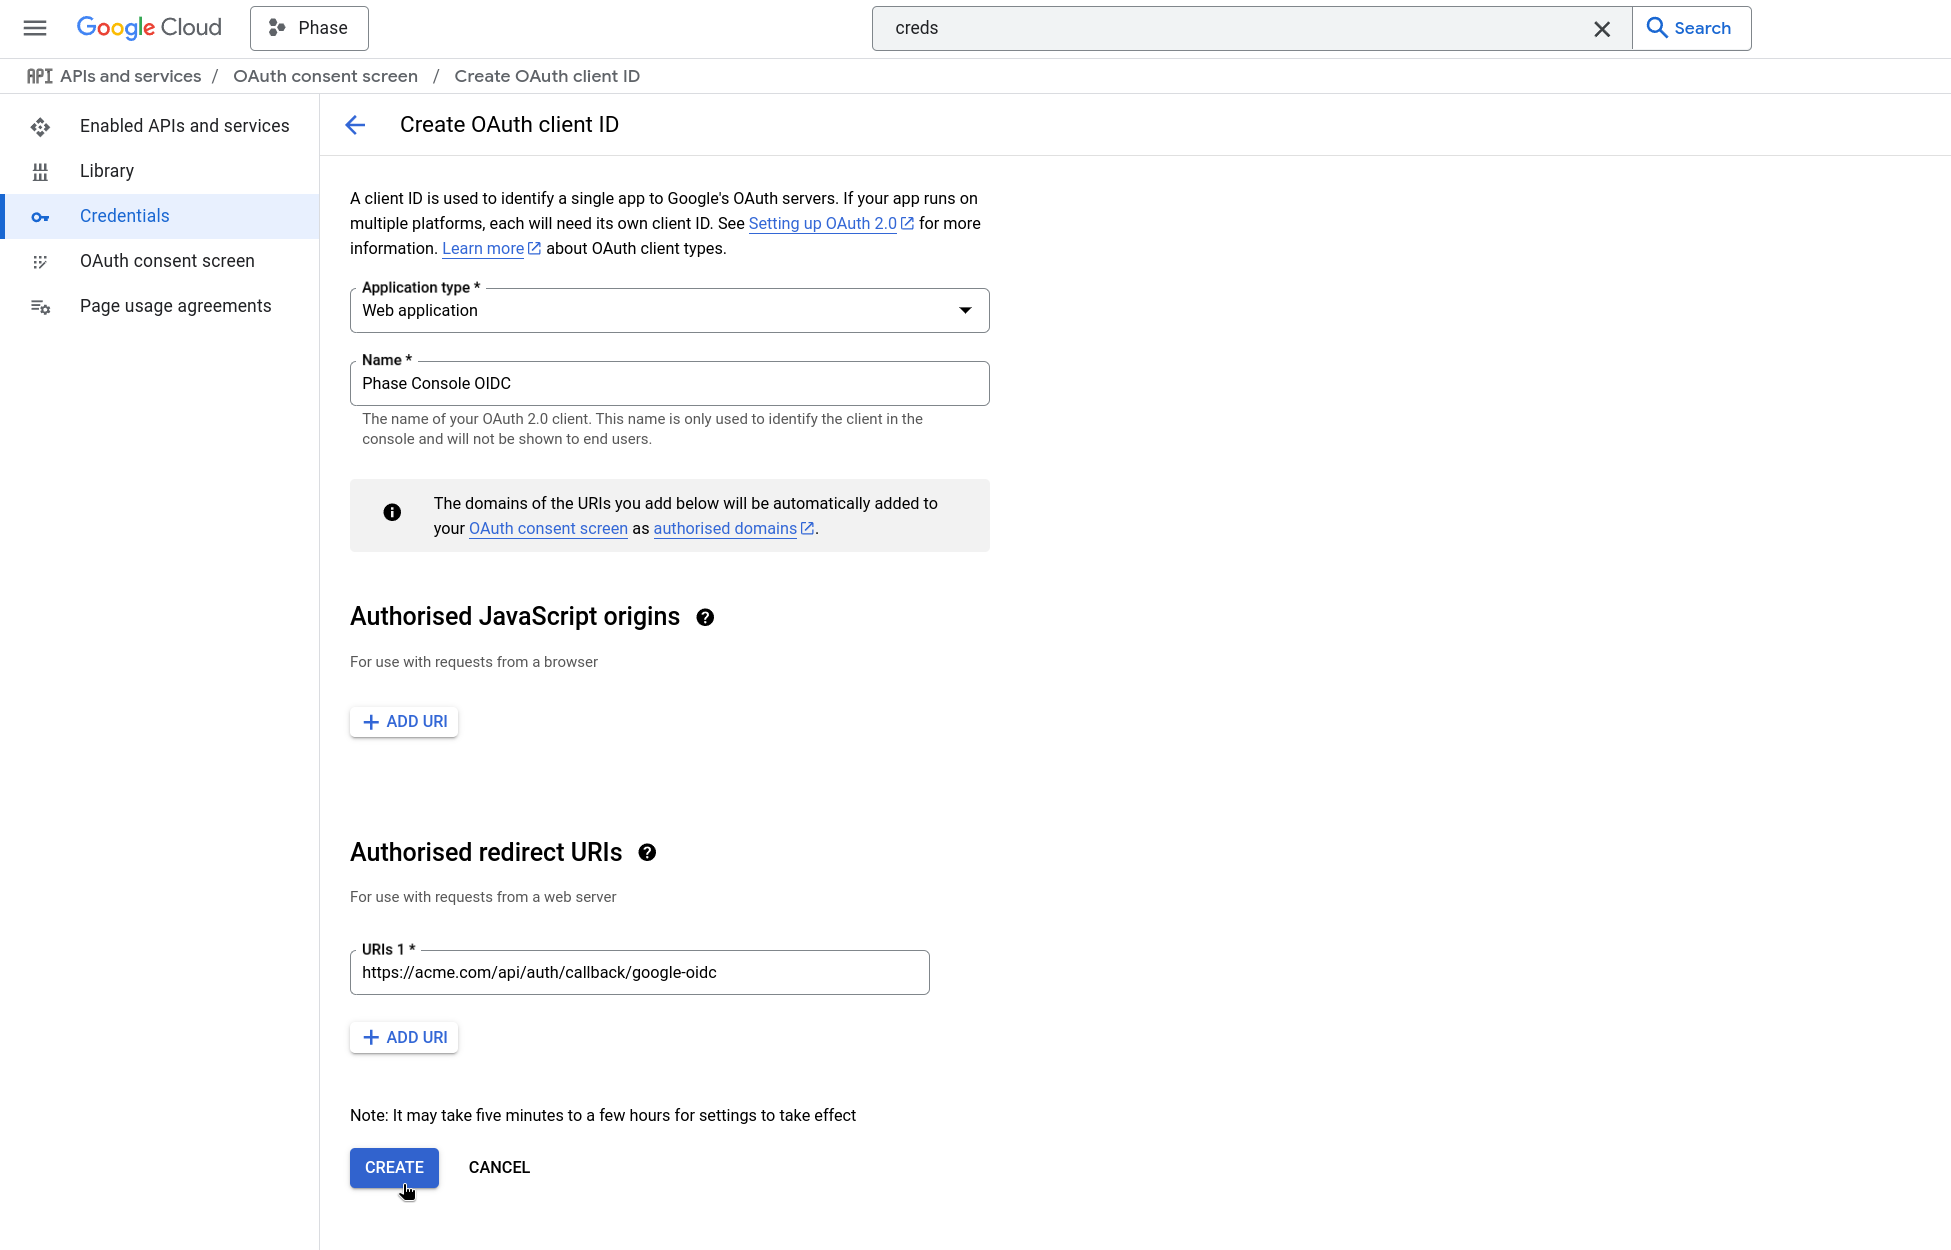 Google Cloud
Phase
creds
Search
API APIs and services / OAuth consent screen / Create OAuth client ID
Enabled APIs and services
Library
Credentials
OAuth consent screen
Page usage agreements
Create OAuth client ID
A client ID is used to identify a single app to Google's OAuth servers. If your app runs on
multiple platforms, each will need its own client ID. See Setting up OAuth 2.0 for more
information. Learn more about OAuth client types.
Application type *
Web application
Name *
Phase Console OIDC
The name of your OAuth 2.0 client. This name is only used to identify the client in the
console and will not be shown to end users.
The domains of the URIs you add below will be automatically added to
your OAuth consent screen as authorised domains.
Authorised JavaScript origins
For use with requests from a browser
ADD URI
Authorised redirect URIs
For use with requests from a web server
URIs 1 *
https://acme.com/api/auth/callback/google-oidc
ADD URI
Note: It may take five minutes to a few hours for settings to take effect
CREATE
CANCEL